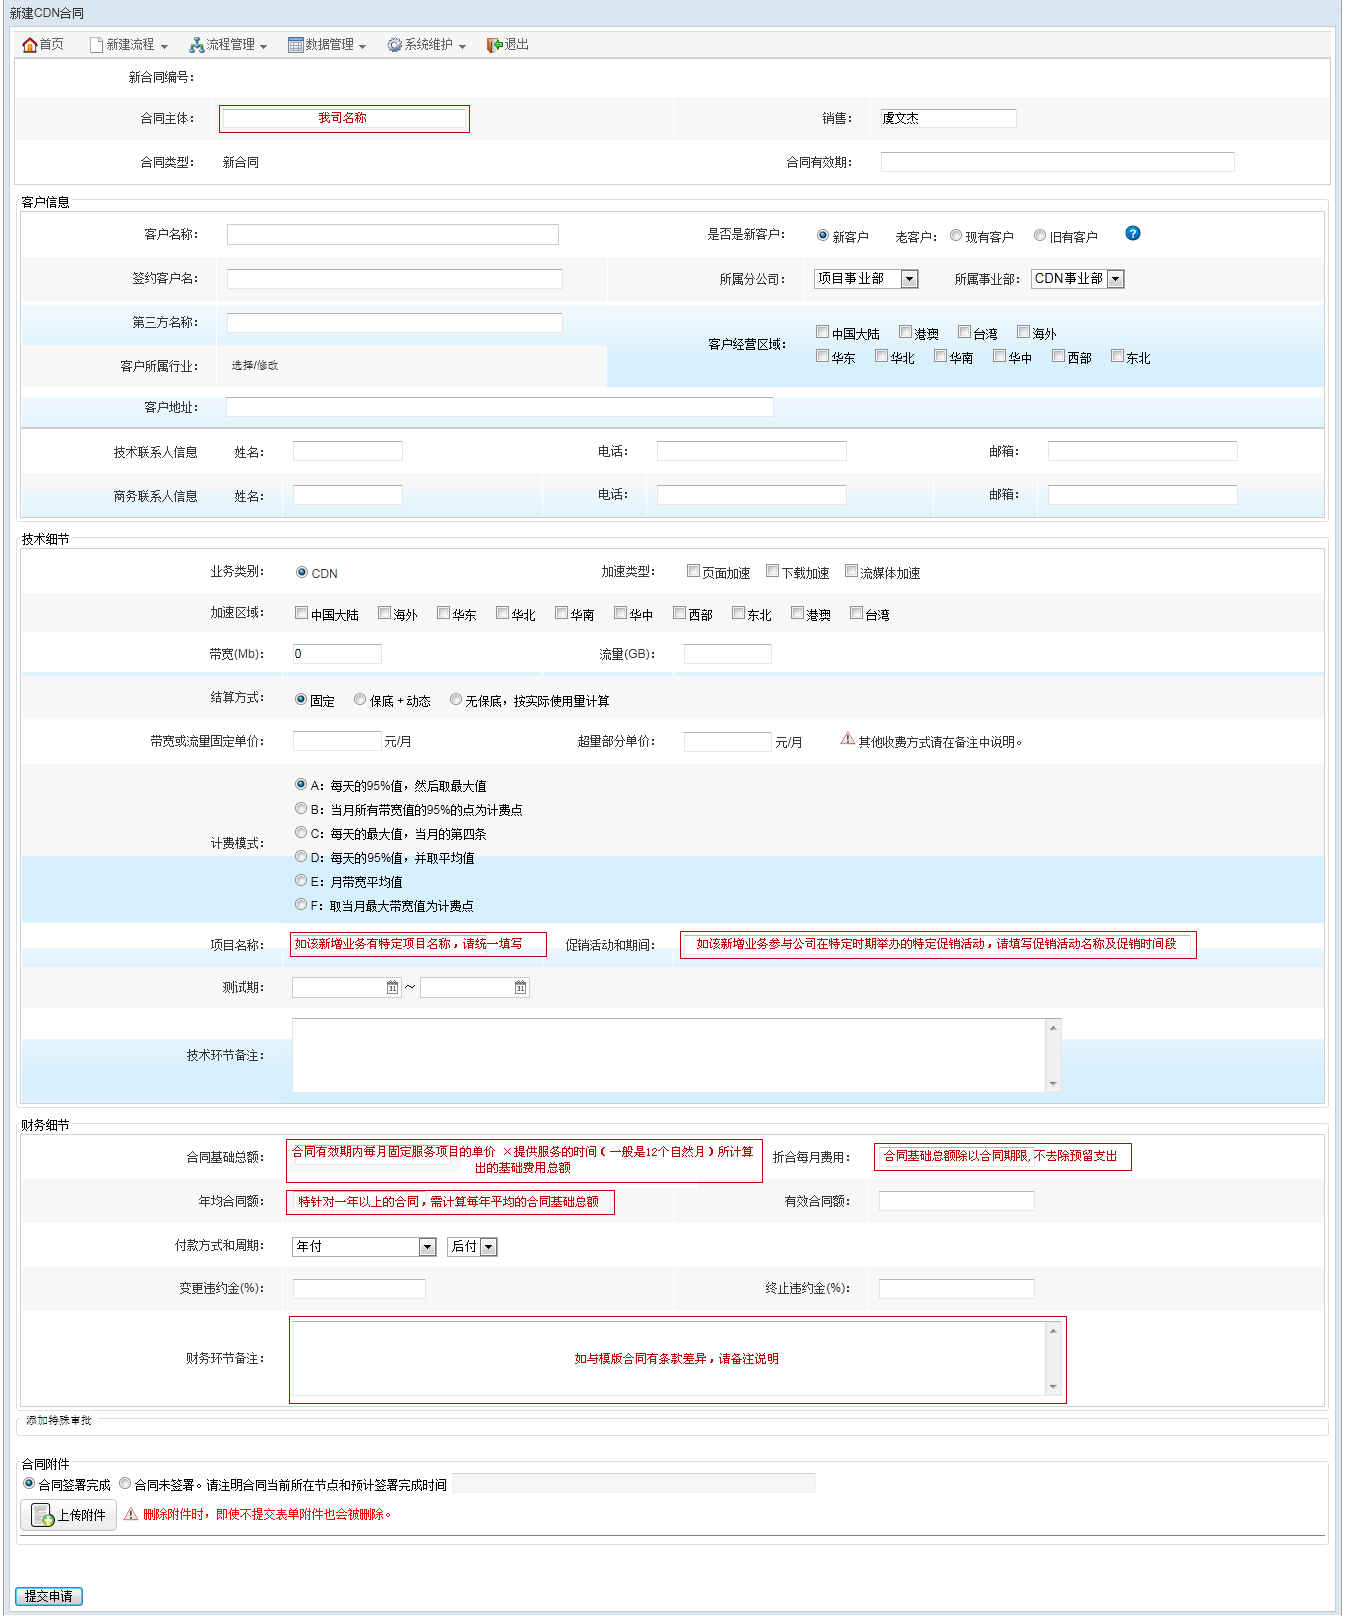 新建CDN合同
首页 新建流程 流程管理 数据管理 系统维护 退出
新合同编号：
合同主体： 我司名称 销售： 虞文杰
合同类型： 新合同 合同有效期：
客户信息
客户名称： 是否是新客户： 新客户 老客户： 现有客户 旧有客户 ?
签约客户名： 所属分公司： 项目事业部 所属事业部： CDN事业部
第三方名称：
客户经营区域： 中国大陆 港澳 台湾 海外
华东 华北 华南 华中 西部 东北
客户所属行业： 选择/修改
客户地址：
技术联系人信息 姓名： 电话： 邮箱：
商务联系人信息 姓名： 电话： 邮箱：
技术细节
业务类别： CDN 加速类型： 页面加速 下载加速 流媒体加速
加速区域： 中国大陆 海外 华东 华北 华南 华中 西部 东北 港澳 台湾
带宽(Mb)： 0 流量(GB)：
结算方式： 固定 保底 + 动态 无保底，按实际使用量计算
带宽或流量固定单价： 元/月 超量部分单价： 元/月 其他收费方式请在备注中说明。
计费模式：
A：每天的95%值，然后取最大值
B：当月所有带宽值的95%的点为计费点
C：每天的最大值，当月的第四条
D：每天的95%值，并取平均值
E：月带宽平均值
F：取当月最大带宽值为计费点
项目名称： 如该新增业务有特定项目名称，请统一填写 促销活动和期间： 如该新增业务参与公司在特定时期举办的特定促销活动，请填写促销活动名称及促销时间段
测试期： 31 ～ 31
技术环节备注：
财务细节
合同基础总额： 合同有效期内每月固定服务项目的单价 ×提供服务的时间（一般是12个自然月）所计算
出的基础费用总额
折合每月费用： 合同基础总额除以合同期限,不去除预留支出
年均合同额： 特针对一年以上的合同，需计算每年平均的合同基础总额 有效合同额：
付款方式和周期： 年付 后付
变更违约金(%)： 终止违约金(%)：
财务环节备注： 如与模版合同有条款差异，请备注说明
添加特殊审批
合同附件
合同签署完成 合同未签署。请注明合同当前所在节点和预计签署完成时间
上传附件 删除附件时，即使不提交表单附件也会被删除。
提交申请